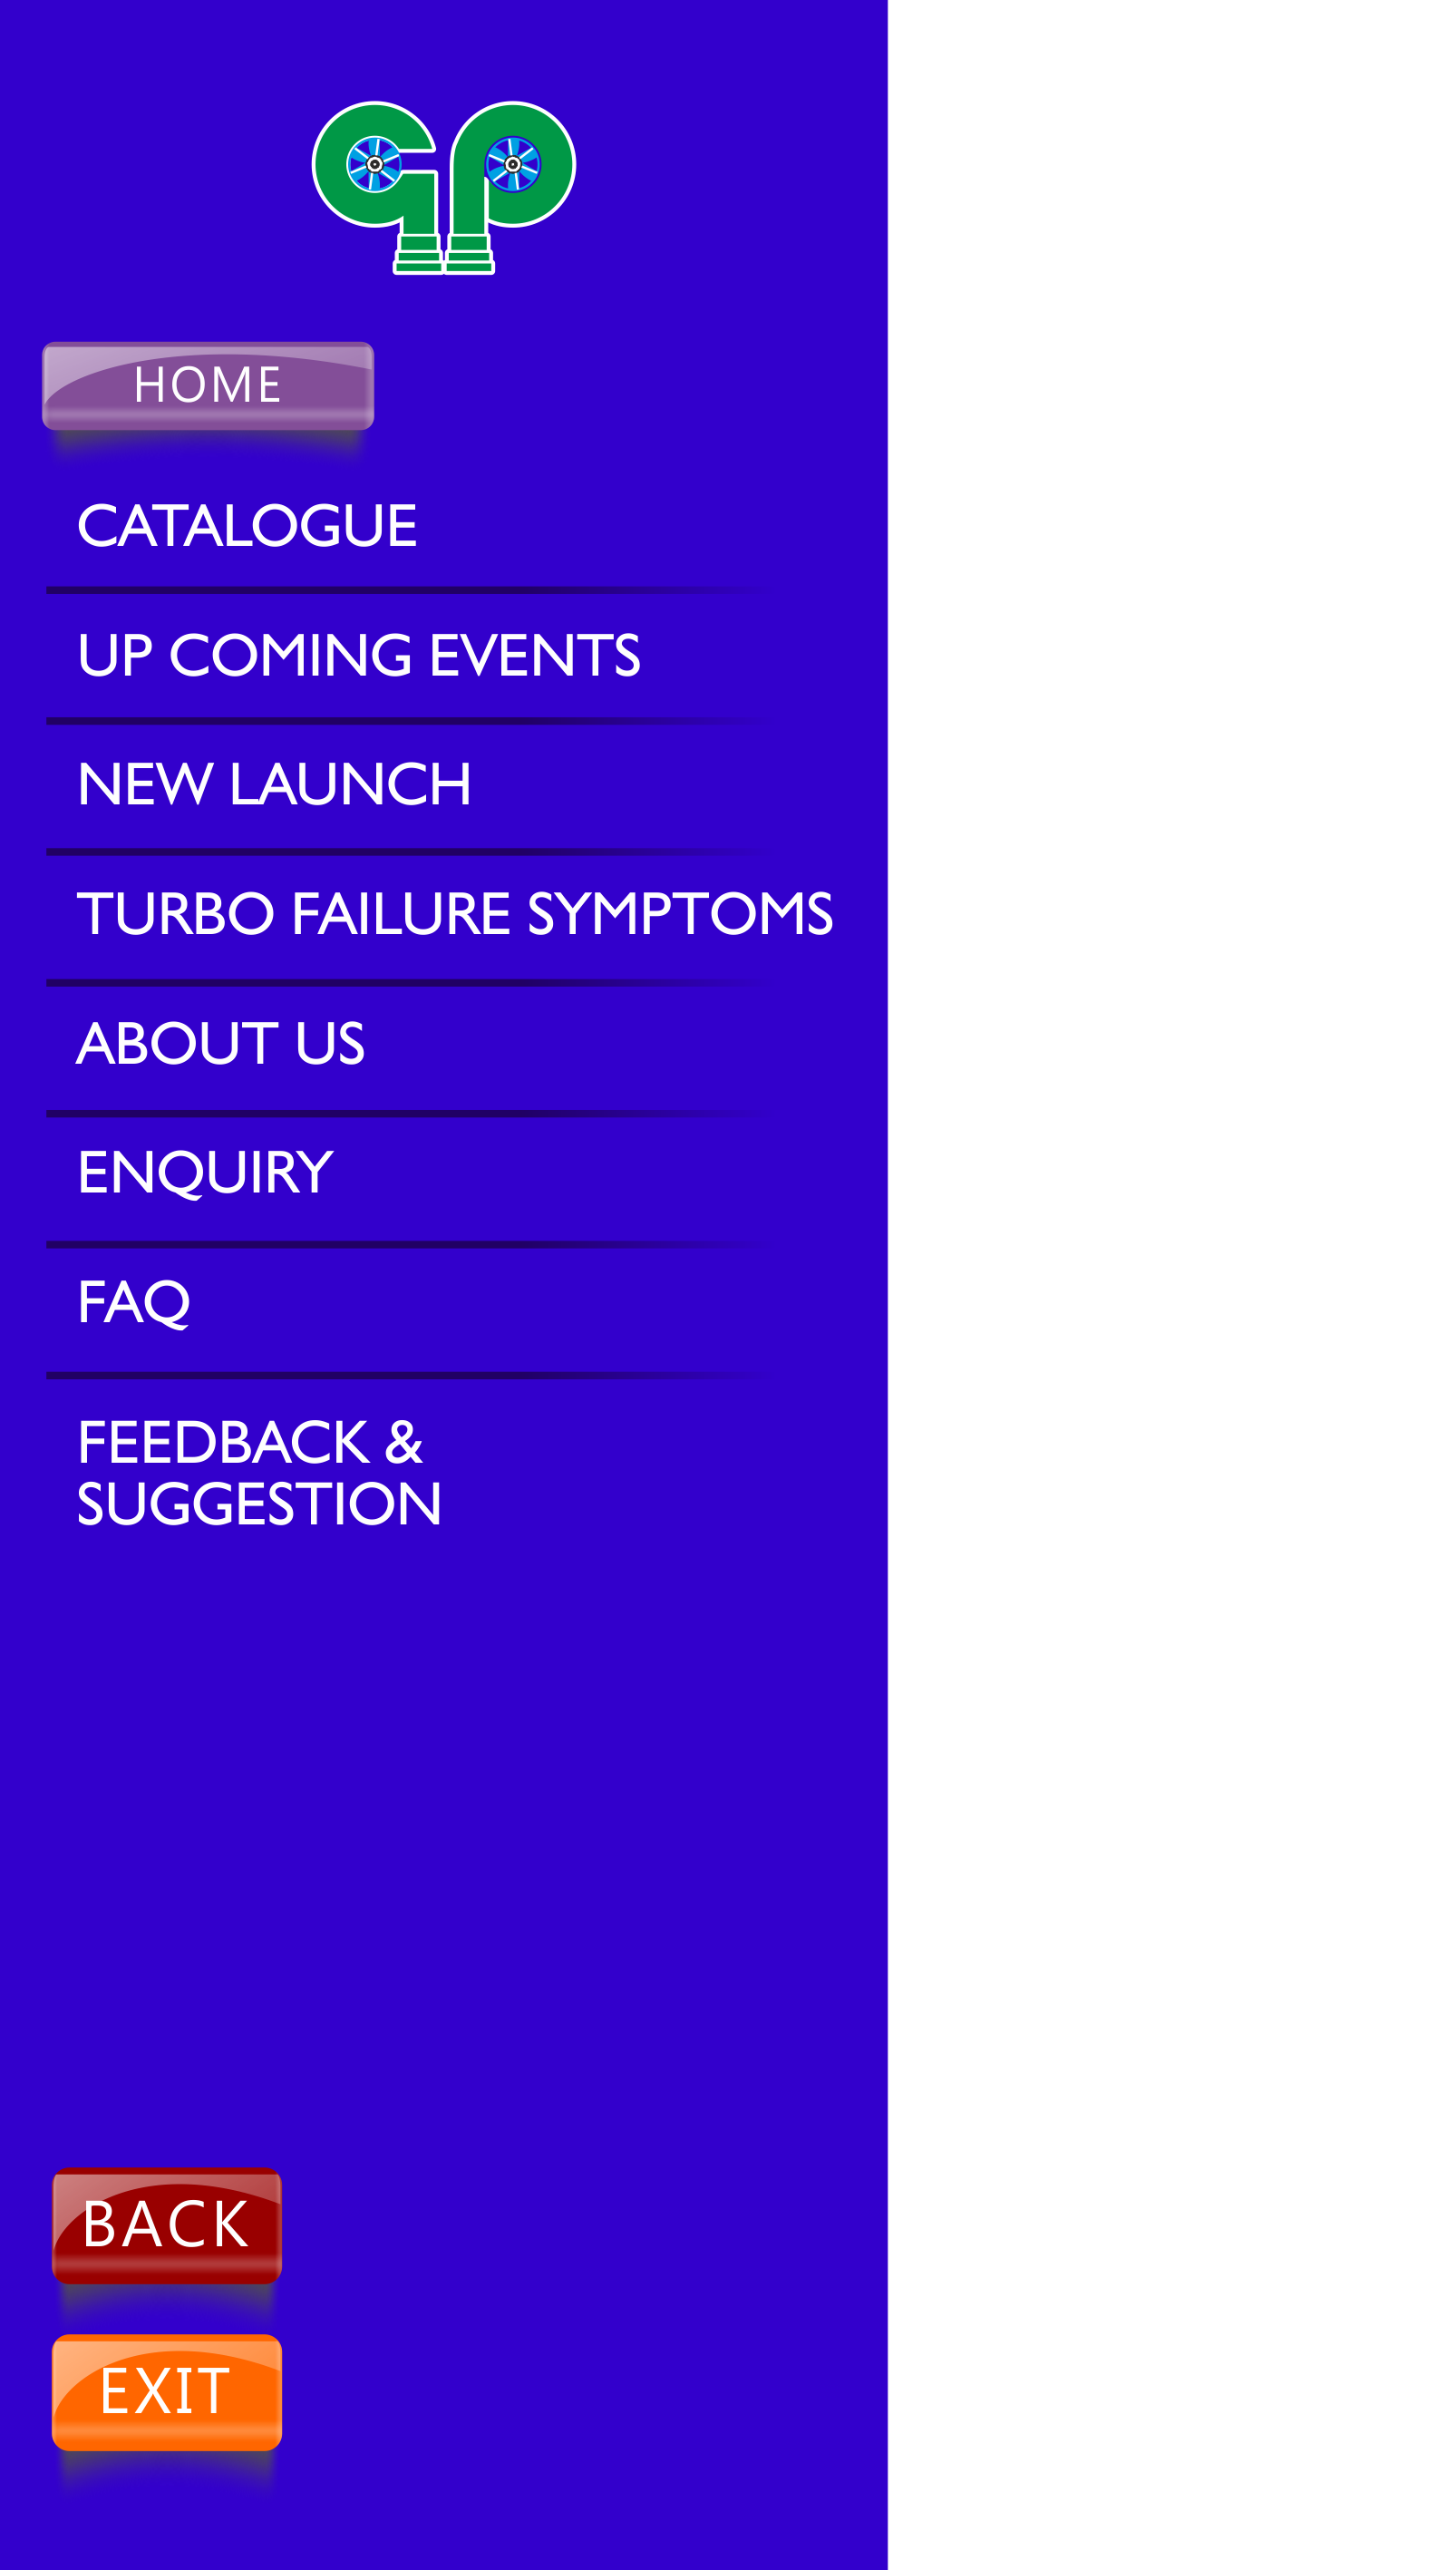 GP
HOME
CATALOGUE
UP COMING EVENTS
NEW LAUNCH
TURBO FAILURE SYMPTOMS
ABOUT US
ENQUIRY
FAQ
FEEDBACK &
SUGGESTION
BACK
EXIT